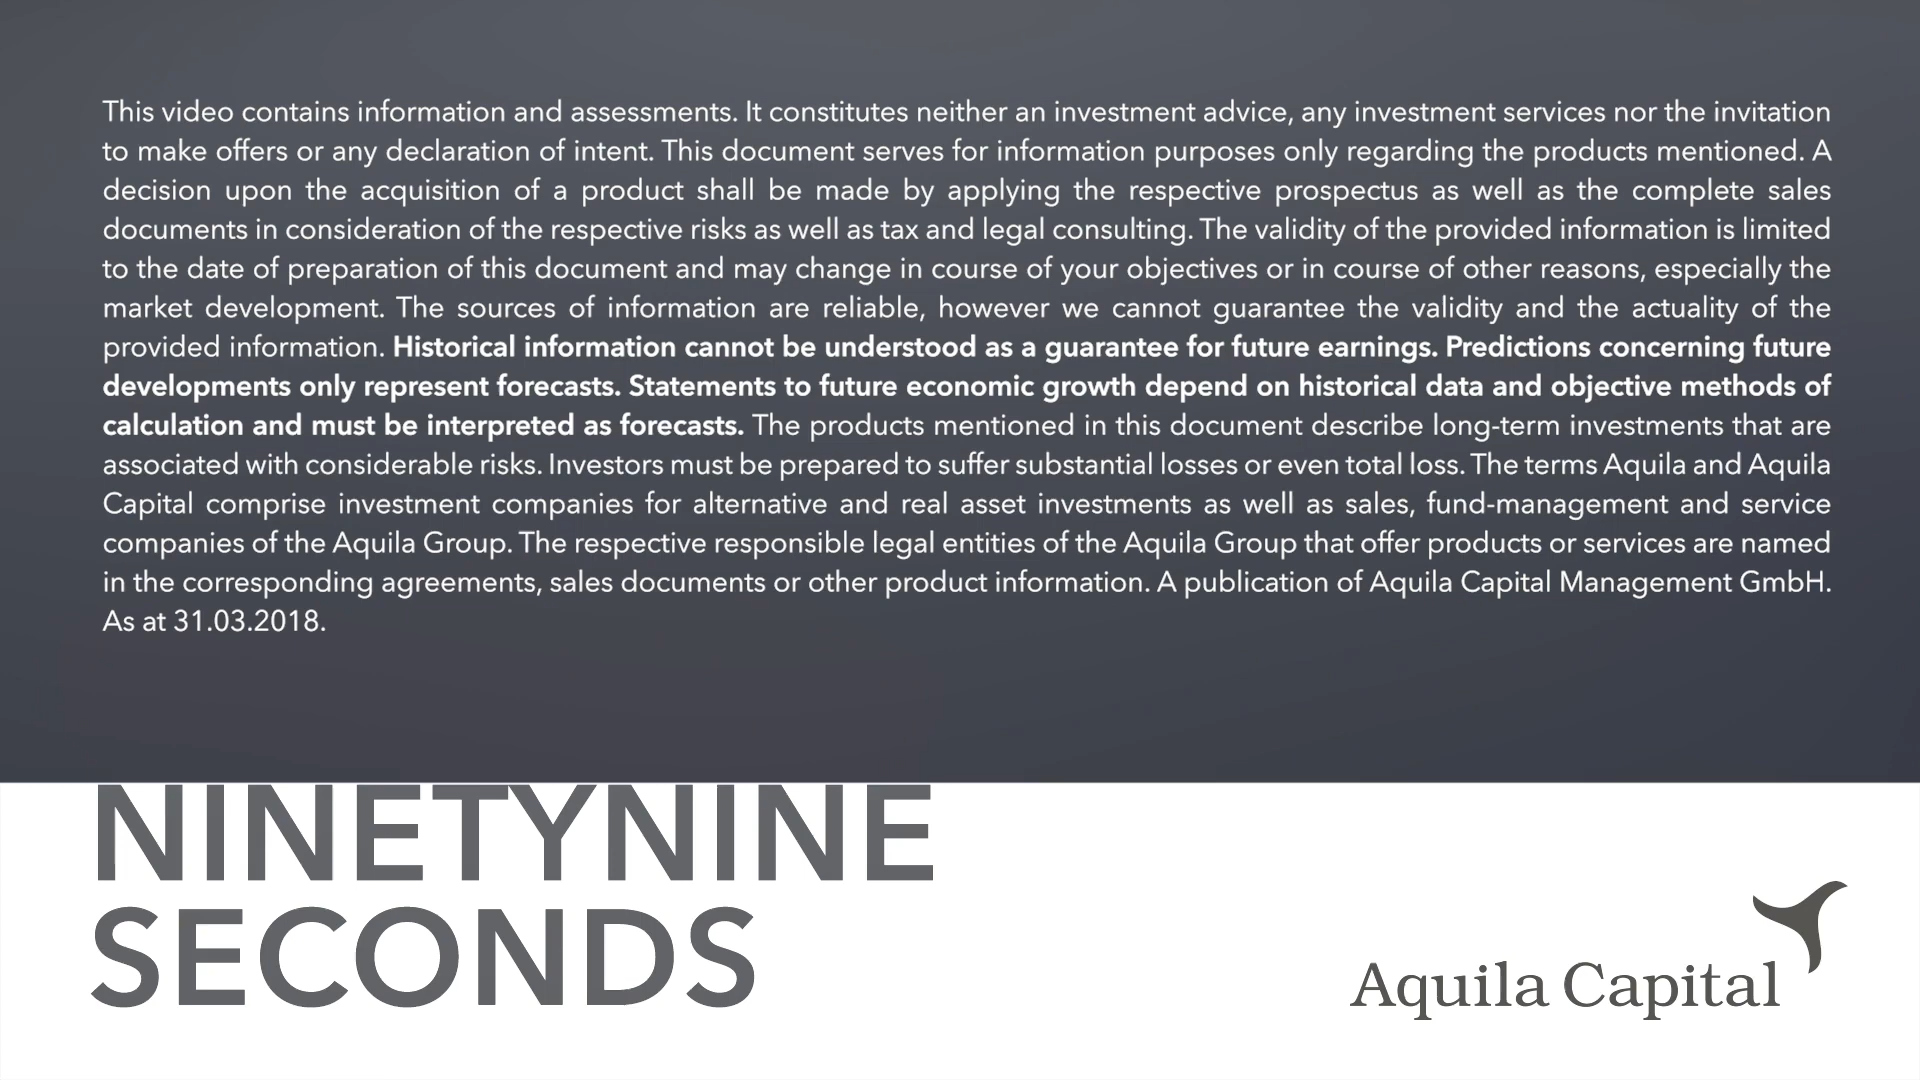 This video contains information and assessments. It constitutes neither an investment advice, any investment services nor the invitation
to make offers or any declaration of intent. This document serves for information purposes only regarding the products mentioned. A
decision upon the acquisition of a product shall be made by applying the respective prospectus as well as the complete sales
documents in consideration of the respective risks as well as tax and legal consulting. The validity of the provided information is limited
to the date of preparation of this document and may change in course of your objectives or in course of other reasons, especially the
market development. The sources of information are reliable, however we cannot guarantee the validity and the actuality of the
provided information. Historical information cannot be understood as a guarantee for future earnings. Predictions concerning future
developments only represent forecasts. Statements to future economic growth depend on historical data and objective methods of
calculation and must be interpreted as forecasts. The products mentioned in this document describe long-term investments that are
associated with considerable risks. Investors must be prepared to suffer substantial losses or even total loss. The terms Aquila and Aquila
Capital comprise investment companies for alternative and real asset investments as well as sales, fund-management and service
companies of the Aquila Group. The respective responsible legal entities of the Aquila Group that offer products or services are named
in the corresponding agreements, sales documents or other product information. A publication of Aquila Capital Management GmbH.
As at 31.03.2018.
NINETYNINE
SECONDS
Aquila Capital